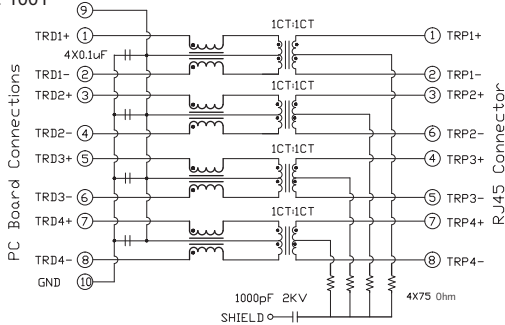 1001
9
1CT:1CT
TRD1+ 1 1 TRP1+
4X0.1uF
TRD1- 2 2 TRP1-
1CT:1CT
TRD2+ 3 3 TRP2+
TRD2- 4 6 TRP2-
1CT:1CT
TRD3+ 5 4 TRP3+
TRD3- 6 5 TRP3-
1CT:1CT
TRD4+ 7 7 TRP4+
TRD4- 8 8 TRP4-
GND 10
1000pF 2KV
4X75 Ohm
SHIELD
PC Board Connections
RJ45 Connector